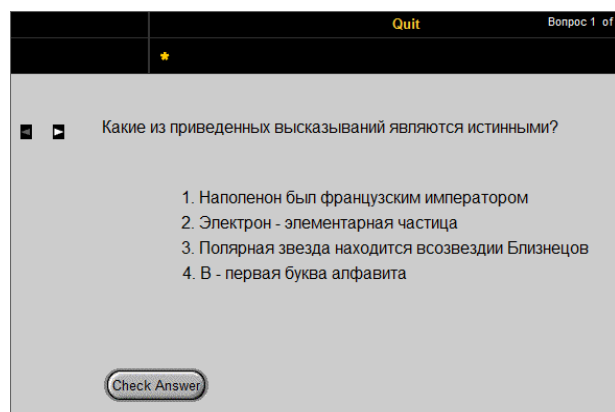 Quit
Вопрос 1 of
*
Какие из приведенных высказываний являются истинными?
1. Наполенон был французским императором
2. Электрон - элементарная частица
3. Полярная звезда находится всозвездии Близнецов
4. В - первая буква алфавита
Check Answer